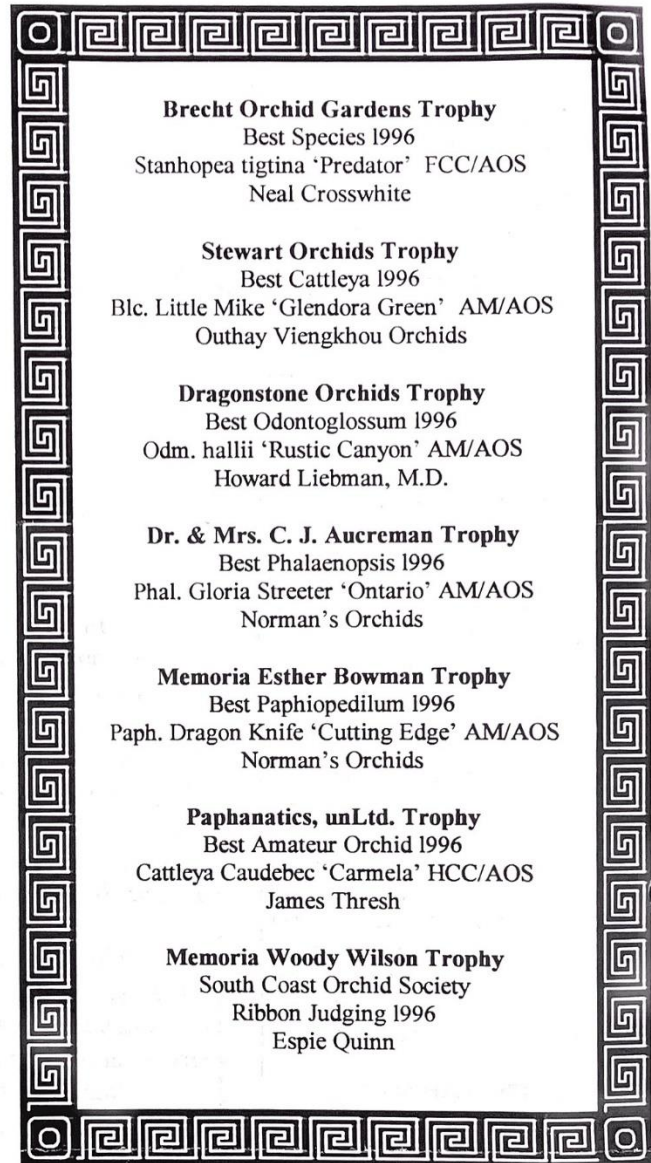 Brecht Orchid Gardens Trophy
Best Species 1996
Stanhopea tigtina ‘Predator’ FCC/AOS
Neal Crosswhite
Stewart Orchids Trophy
Best Cattleya 1996
Blc. Little Mike ‘Glendora Green’ AM/AOS
Outhay Viengkhou Orchids
Dragonstone Orchids Trophy
Best Odontoglossum 1996
Odm. hallii ‘Rustic Canyon’ AM/AOS
Howard Liebman, M.D.
Dr. & Mrs. C. J. Aucreman Trophy
Best Phalaenopsis 1996
Phal. Gloria Streeter ‘Ontario’ AM/AOS
Norman’s Orchids
Memoria Esther Bowman Trophy
Best Paphiopedilum 1996
Paph. Dragon Knife ‘Cutting Edge’ AM/AOS
Norman’s Orchids
Paphanatics, unLtd. Trophy
Best Amateur Orchid 1996
Cattleya Caudebec ‘Carmela’ HCC/AOS
James Thresh
Memoria Woody Wilson Trophy
South Coast Orchid Society
Ribbon Judging 1996
Espie Quinn